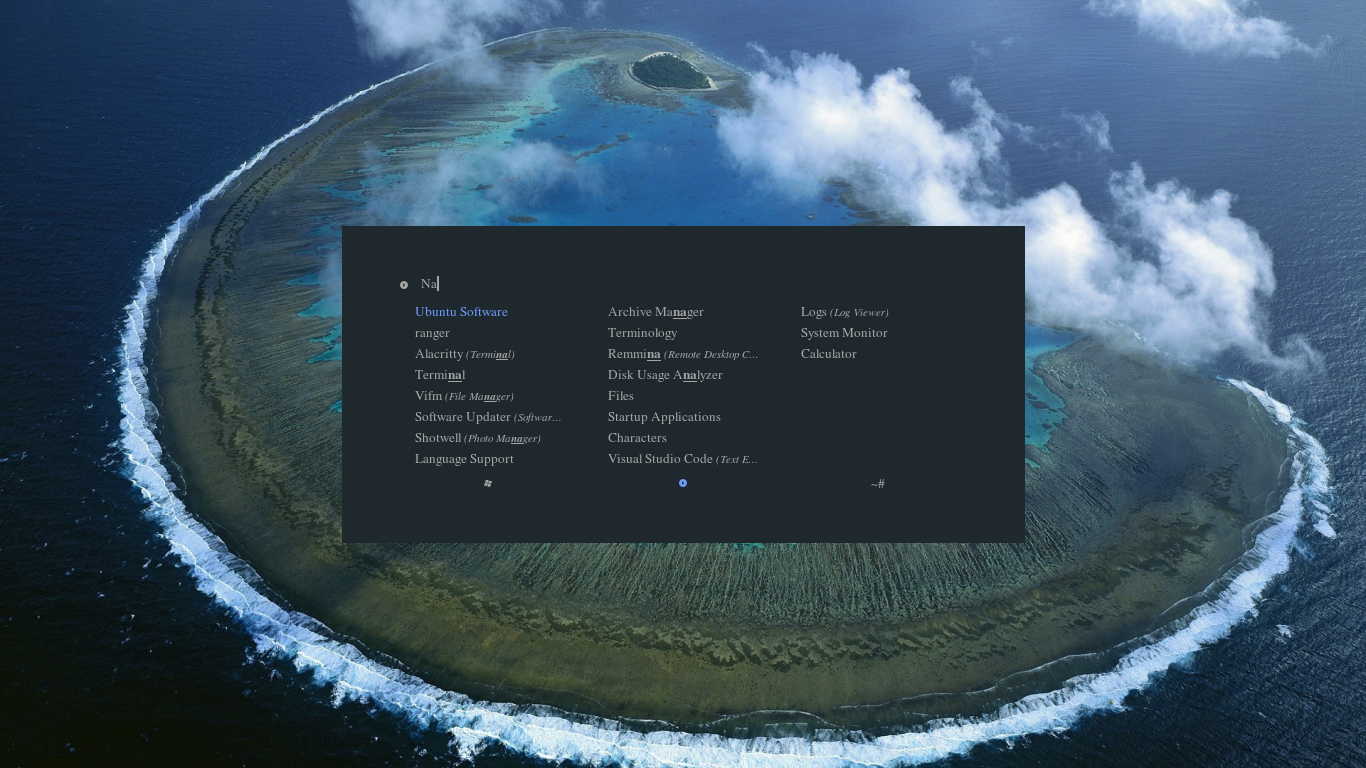 Na
Ubuntu Software
ranger
Alacritty (Terminal)
Terminal
Vifm (File Manager)
Software Updater (Softwar...
Shotwell (Photo Manager)
Language Support
Archive Manager
Terminology
Remmina (Remote Desktop C...
Disk Usage Analyzer
Files
Startup Applications
Characters
Visual Studio Code (Text E...
Logs (Log Viewer)
System Monitor
Calculator
~#